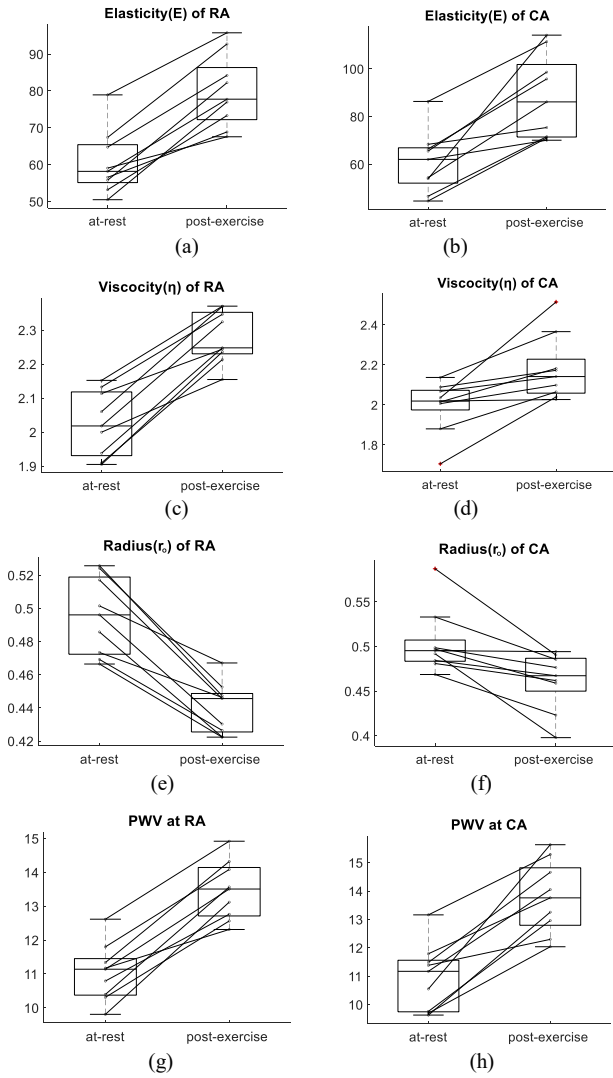 Elasticity(E) of RA
90
80
70
60
50
at-rest post-exercise
(a)
Elasticity(E) of CA
100
80
60
at-rest post-exercise
(b)
Viscocity(η) of RA
2.3
2.2
2.1
2
1.9
at-rest post-exercise
(c)
Viscocity(η) of CA
2.4
2.2
2
1.8
at-rest post-exercise
(d)
Radius(r₀) of RA
0.52
0.5
0.48
0.46
0.44
0.42
at-rest post-exercise
(e)
Radius(r₀) of CA
0.55
0.5
0.45
0.4
at-rest post-exercise
(f)
PWV at RA
15
14
13
12
11
10
at-rest post-exercise
(g)
PWV at CA
15
14
13
12
11
10
at-rest post-exercise
(h)